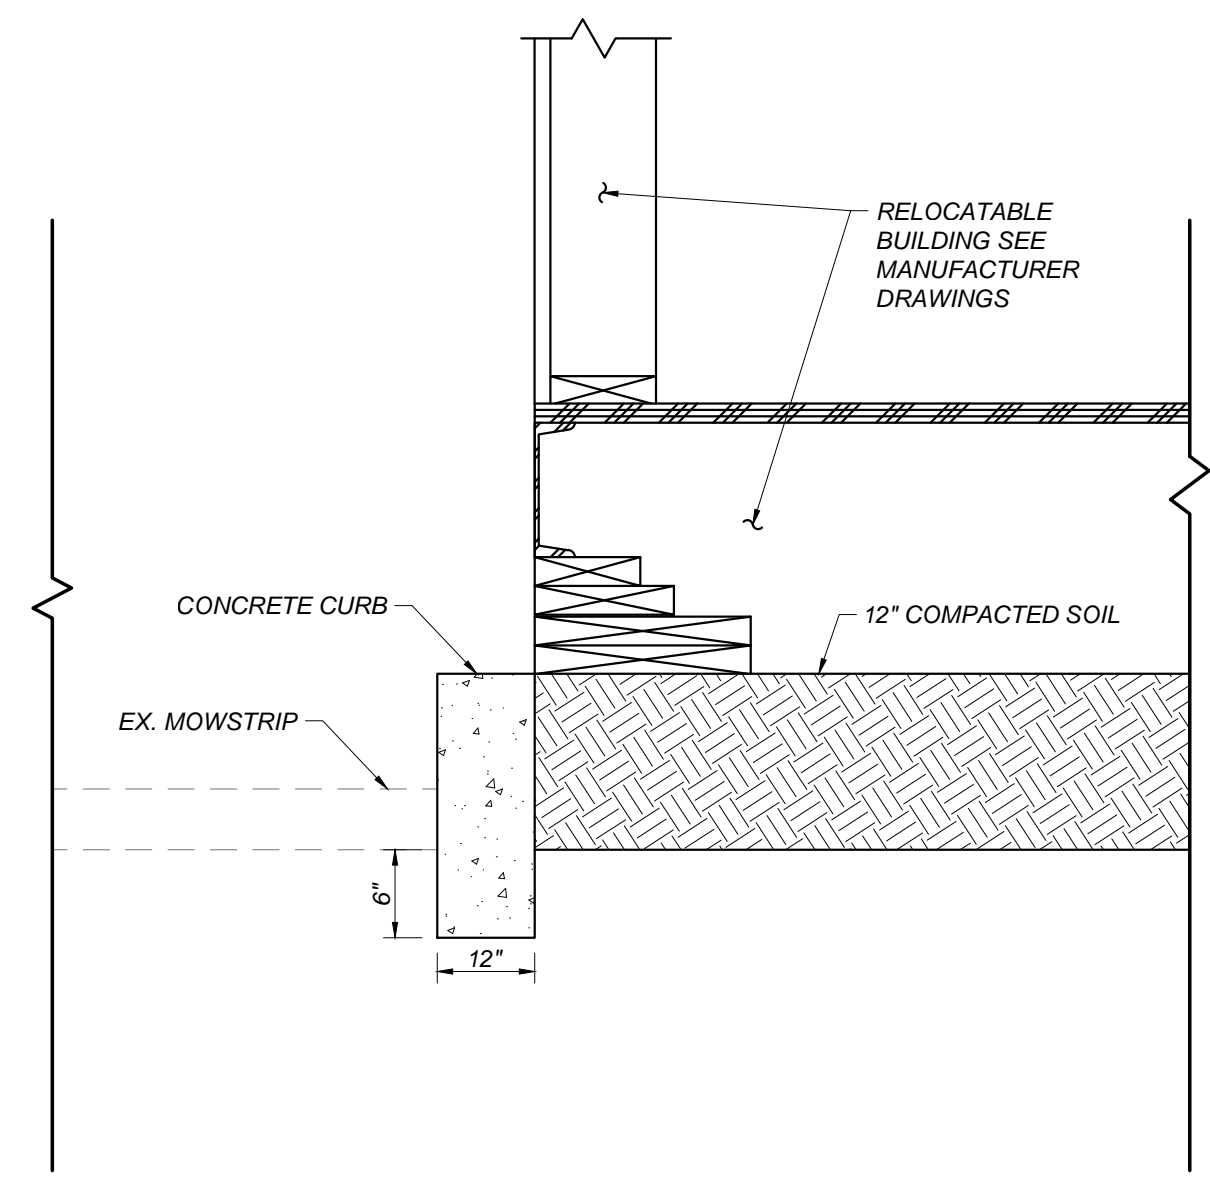 RELOCATABLE
BUILDING SEE
MANUFACTURER
DRAWINGS
CONCRETE CURB
12" COMPACTED SOIL
EX. MOWSTRIP
6"
12"